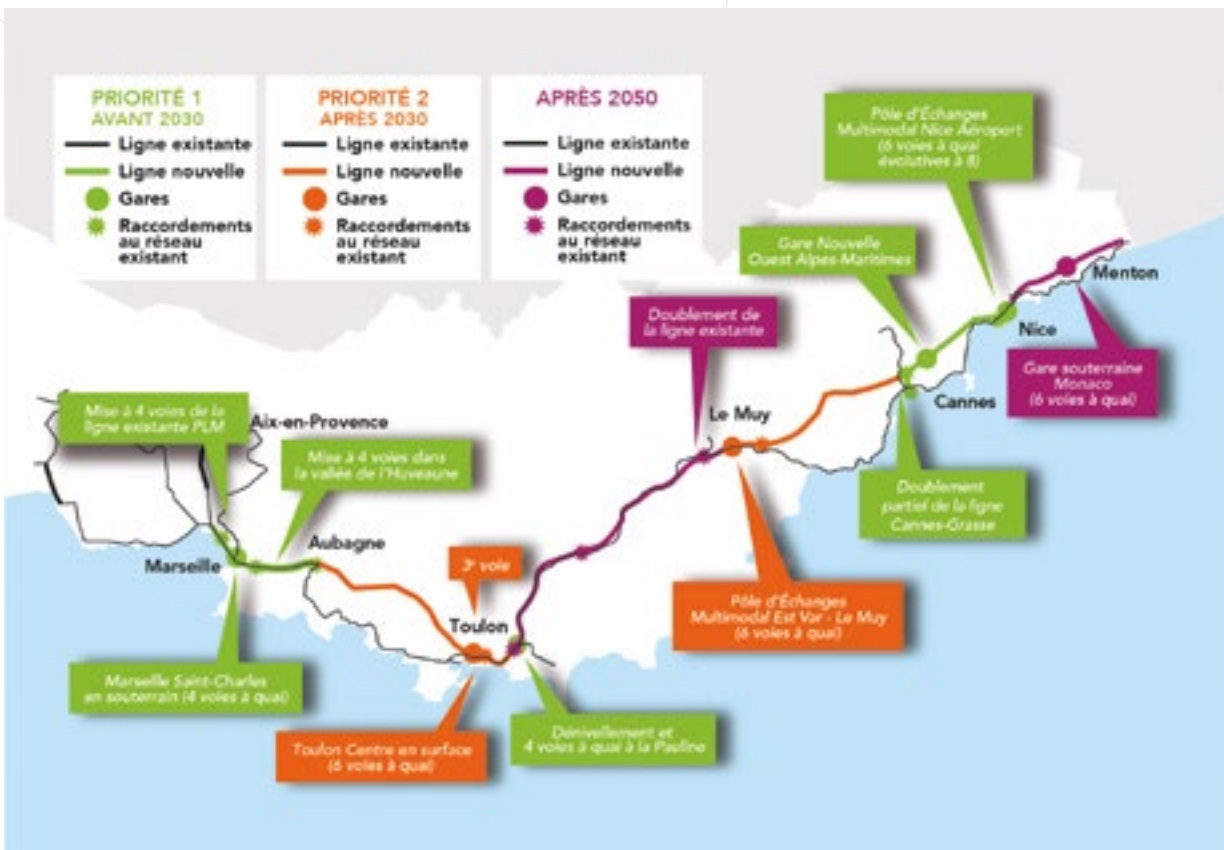 PRIORITÉ 1
AVANT 2030
Ligne existante
Ligne nouvelle
Gares
Raccordements
au réseau
existant
PRIORITÉ 2
APRÈS 2030
Ligne existante
Ligne nouvelle
Gares
Raccordements
au réseau
existant
APRÈS 2050
Ligne existante
Ligne nouvelle
Gares
Raccordements
au réseau
existant
Pôle d'Échanges
Multimodal Nice Aéroport
(6 voies à quai
évolutives à 8)
Gare Nouvelle
Ouest Alpes-Maritimes
Menton
Doublement de
la ligne existante
Nice
Gare souterraine
Monaco
(6 voies à quai)
Cannes
Mise à 4 voies de la
ligne existante PLM
Aix-en-Provence
Le Muy
Mise à 4 voies dans
la vallée de l'Huveaune
Doublement
partiel de la ligne
Cannes-Grasse
Aubagne
Marseille
3e voie
Pôle d'Échanges
Multimodal Est Var - Le Muy
(6 voies à quai)
Toulon
Marseille Saint-Charles
en souterrain (4 voies à quai)
Toulon Centre en surface
(6 voies à quai)
Dénivellement et
4 voies à quai à la Pauline